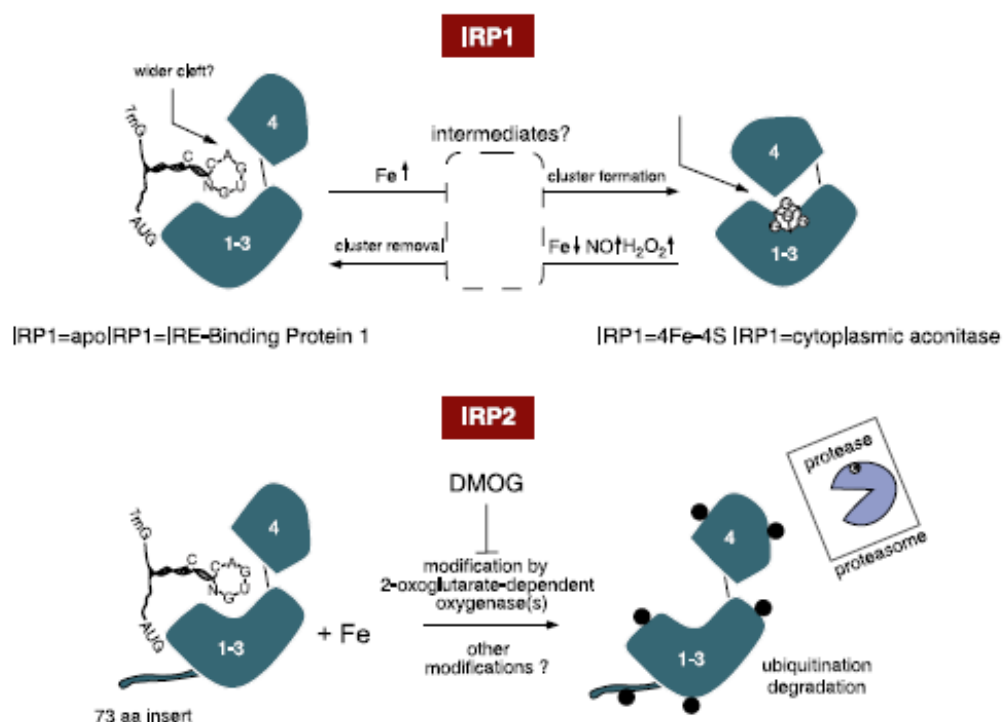 IRP1
wider cleft?
7mG
C C A G U G N
AUG
4
1-3
Fe ↑
cluster removal
intermediates?
cluster formation
Fe↓ NO↑H₂O₂↑
4
1-3
IRP1=apoIRP1=IRE-Binding Protein 1
IRP1=4Fe-4S IRP1=cytoplasmic aconitase
IRP2
DMOG
7mG
C C A G U G N
AUG
4
1-3
+ Fe
73 aa insert
modification by
2-oxoglutarate-dependent
oxygenase(s)
other
modifications ?
4
1-3
protease
proteasome
ubiquitination
degradation